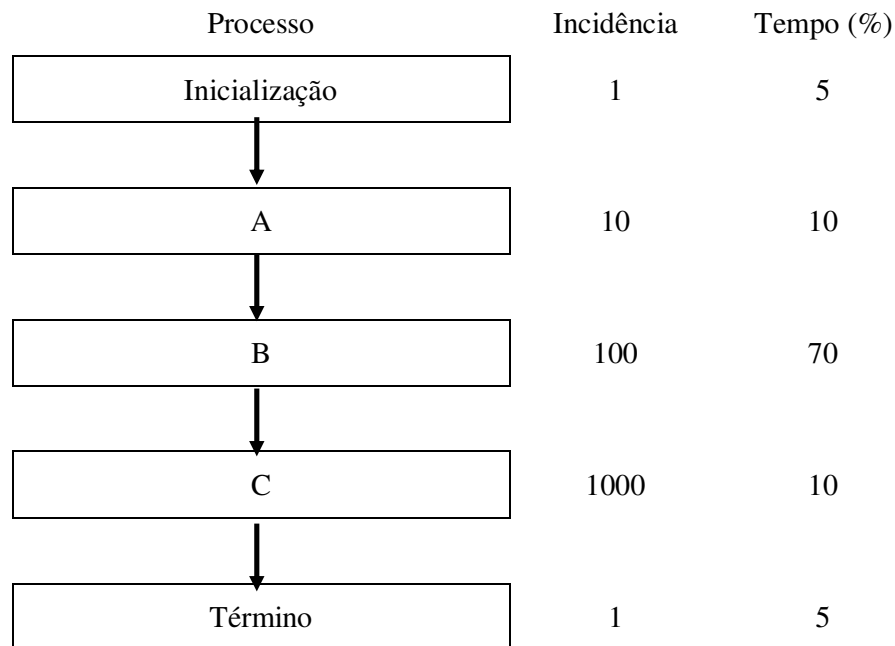 Processo Incidência Tempo (%)
Inicialização 1 5
A 10 10
B 100 70
C 1000 10
Término 1 5